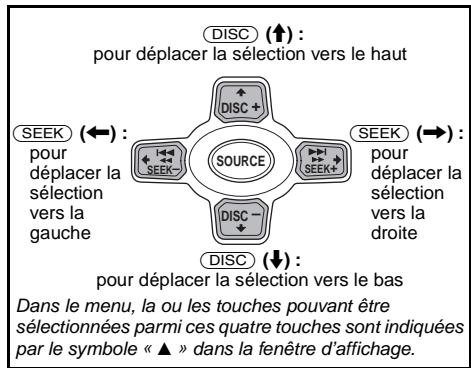 DISC (↑) :
pour déplacer la sélection vers le haut
DISC +
SEEK (←) :
pour
déplacer la
sélection
vers la
gauche
SEEK–
SOURCE
SEEK+
SEEK (→) :
pour
déplacer la
sélection
vers la
droite
DISC –
DISC (↓) :
pour déplacer la sélection vers le bas
Dans le menu, la ou les touches pouvant être
sélectionnées parmi ces quatre touches sont indiquées
par le symbole « ▲ » dans la fenêtre d'affichage.